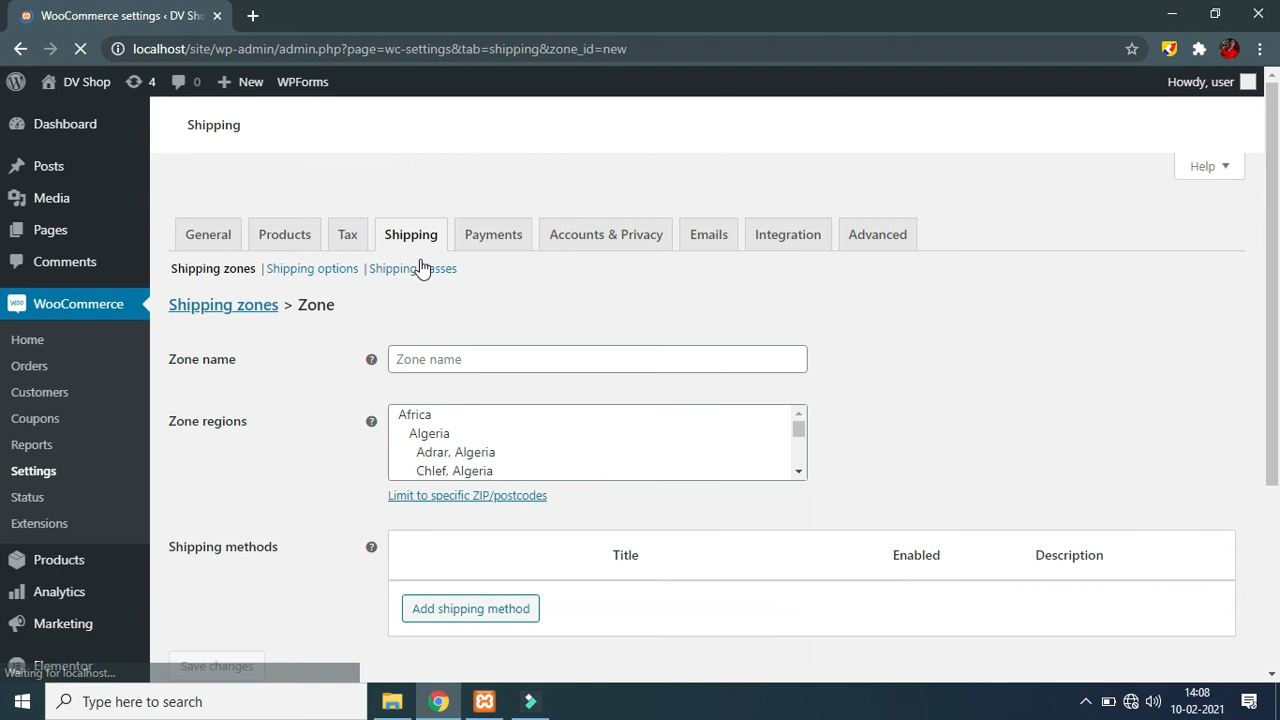 WooCommerce settings ‹ DV Sho
localhost/site/wp-admin/admin.php?page=wc-settings&tab=shipping&zone_id=new
DV Shop 4 0 New WPForms Howdy, user
Dashboard
Posts
Media
Pages
Comments
WooCommerce
Home
Orders
Customers
Coupons
Reports
Settings
Status
Extensions
Products
Analytics
Marketing
Elementor
Waiting for localhost...
Shipping
Help
General Products Tax Shipping Payments Accounts & Privacy Emails Integration Advanced
Shipping zones | Shipping options | Shipping
Shipping zones > Zone
Zone name Zone name
Zone regions
Africa
Algeria
Adrar, Algeria
Chlef, Algeria
Limit to specific ZIP/postcodes
Shipping methods
Title Enabled Description
Add shipping method
Save changes
Type here to search
14:08
10-02-2021